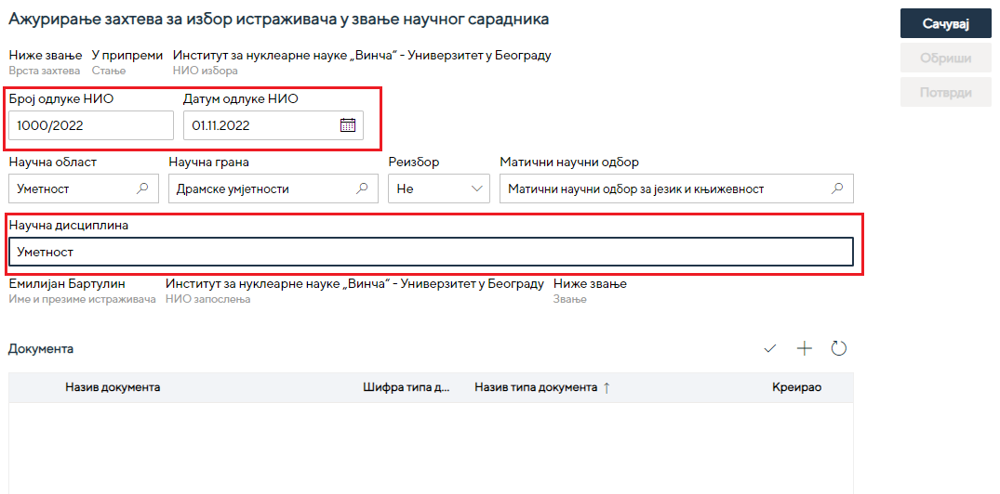 Ажурирање захтева за избор истраживача у звање научног сарадника
Сачувај
Ниже звање У припреми Институт за нуклеарне науке „Винча“ - Универзитет у Београду
Врста захтева Стање НИО избора
Обриши
Потврди
Број одлуке НИО Датум одлуке НИО
1000/2022 01.11.2022
Научна област Научна грана Реизбор Матични научни одбор
Уметност Драмске умјетности Не Матични научни одбор за језик и књижевност
Научна дисциплина
Уметност
Емилијан Бартулин Институт за нуклеарне науке „Винча“ - Универзитет у Београду Ниже звање
Име и презиме истраживача НИО запослења Звање
Документа
Назив документа Шифра типа д... Назив типа документа ↑ Креирао